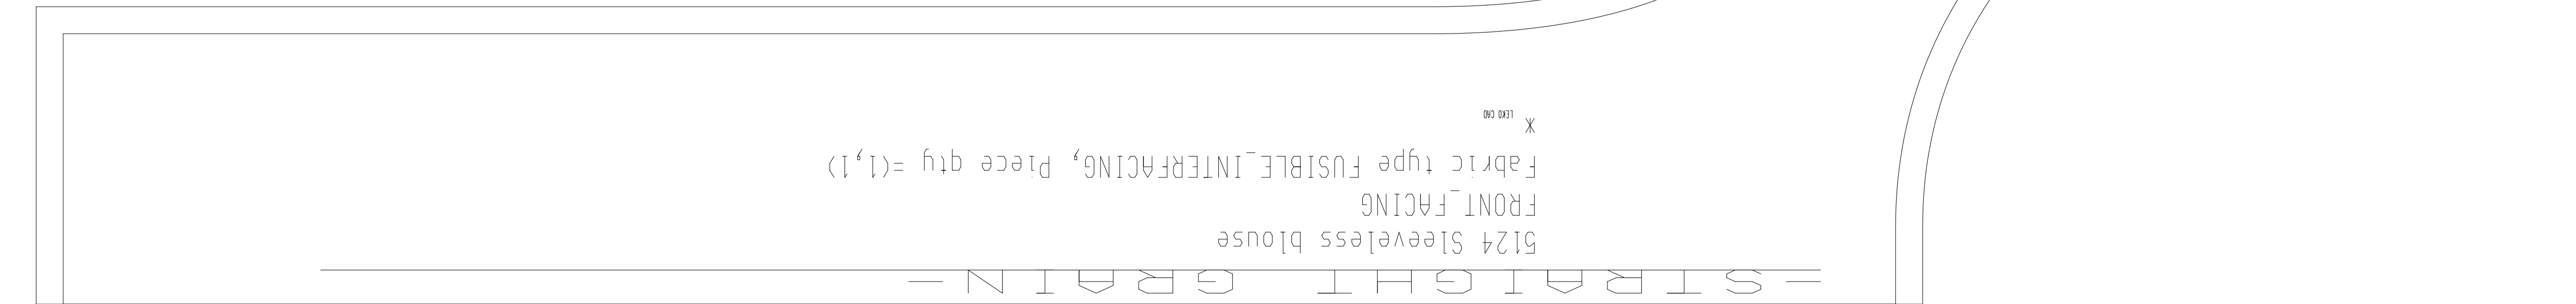 -STRAIGHT GRAIN-
5124 Sleeveless blouse
FRONT_FACING
Fabric type FUSIBLE_INTERFACING, Piece qty =(1,1)
Ж
LEKO CAD